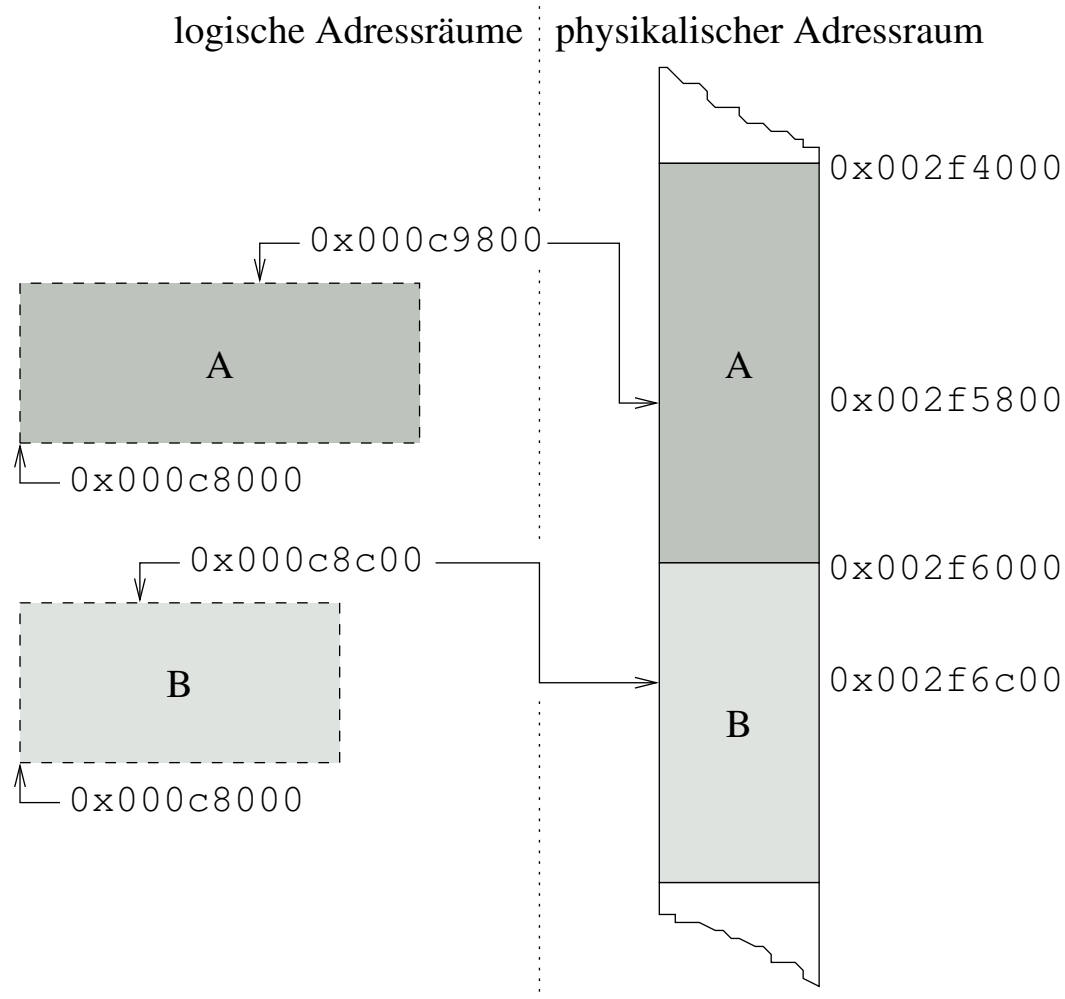 logische Adressräume
physikalischer Adressraum
0x002f4000
0x000c9800
A
A
0x002f5800
0x000c8000
0x000c8c00
0x002f6000
B
0x002f6c00
B
0x000c8000